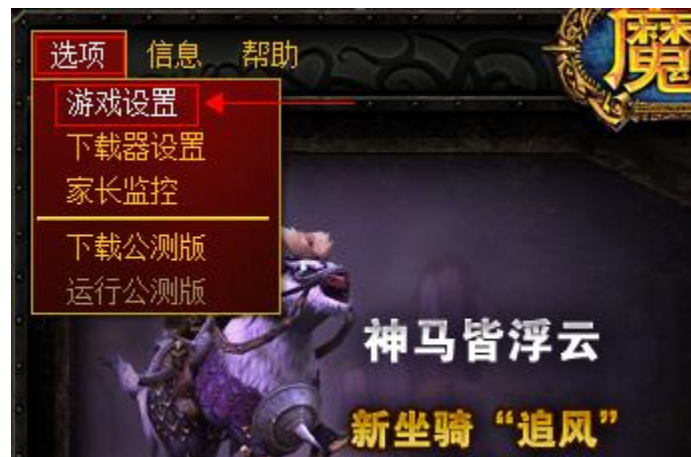 选项 信息 帮助
魔
游戏设置
下载器设置
家长监控
下载公测版
运行公测版
神马皆浮云
新坐骑“追风”